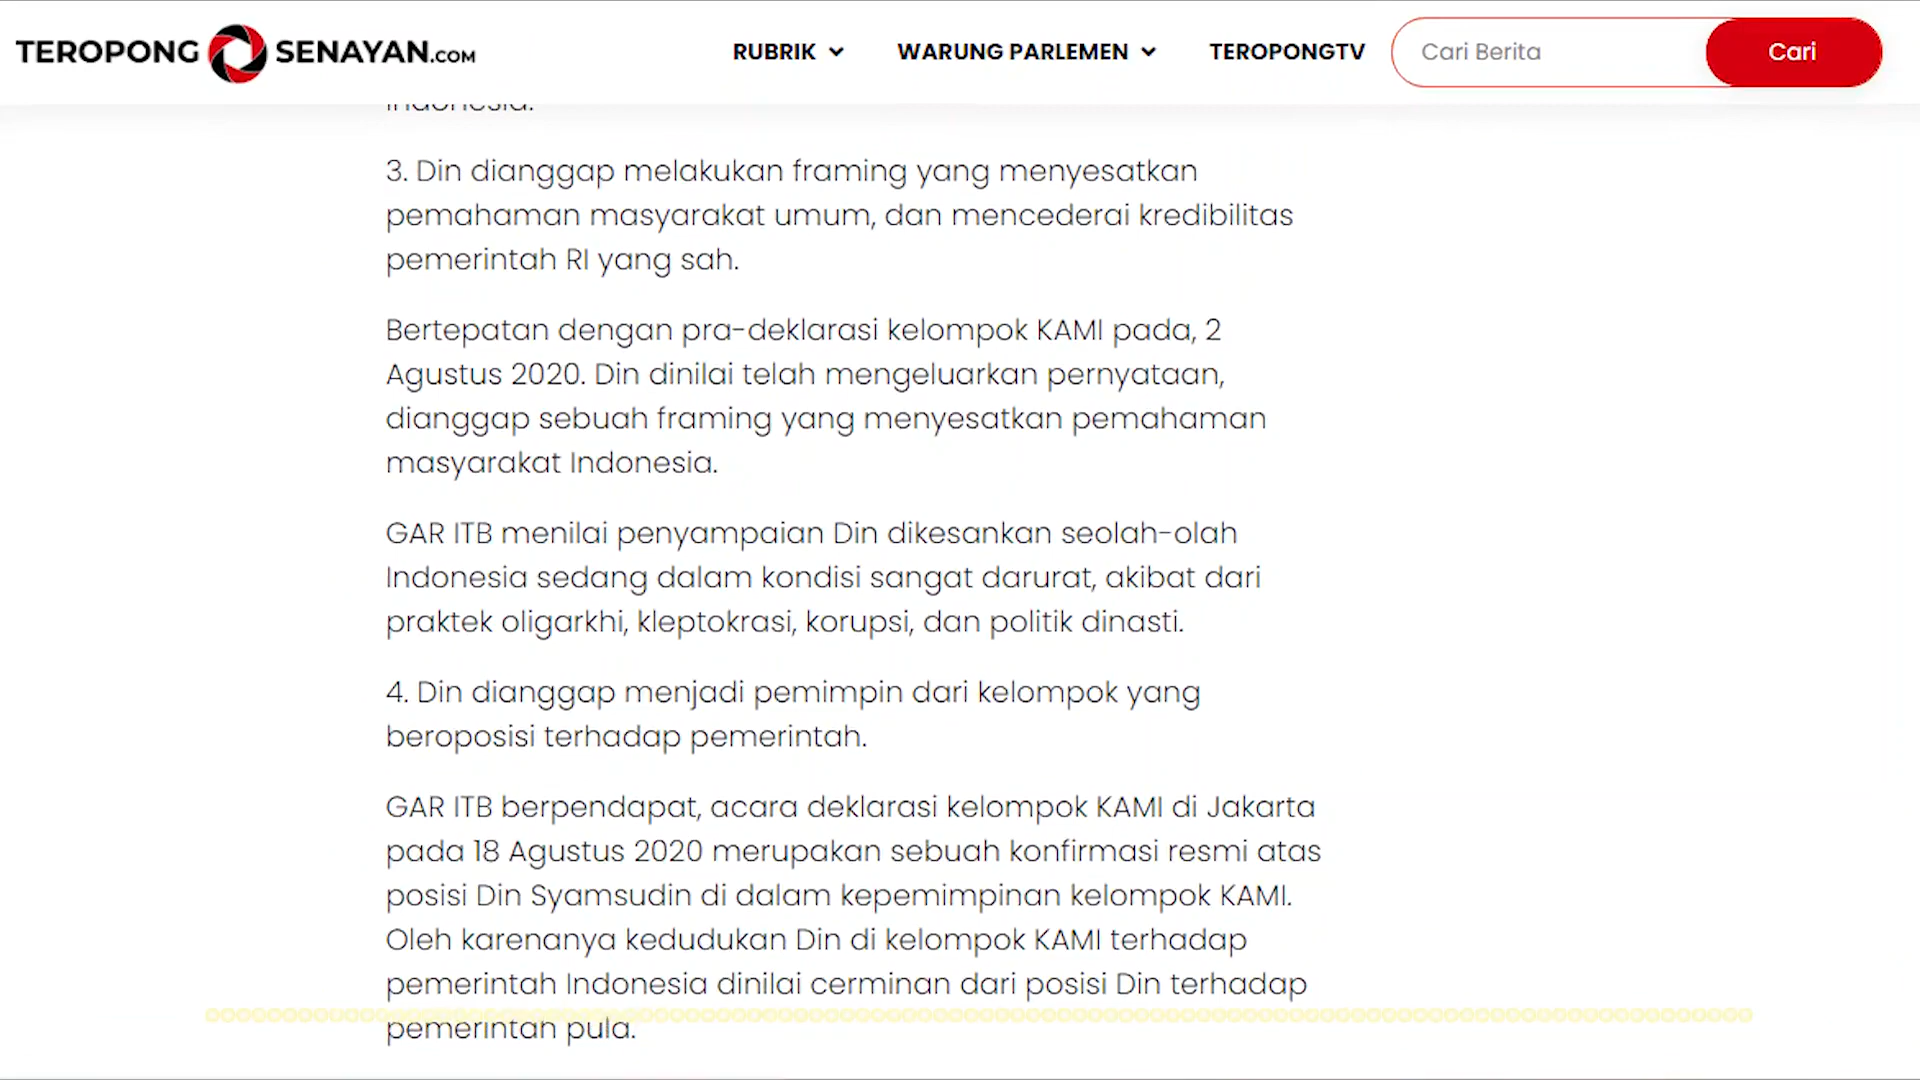 TEROPONG SENAYAN.COM
RUBRIK
WARUNG PARLEMEN
TEROPONGTV
Cari Berita
Cari
Indonesia.
3. Din dianggap melakukan framing yang menyesatkan
pemahaman masyarakat umum, dan mencederai kredibilitas
pemerintah RI yang sah.
Bertepatan dengan pra-deklarasi kelompok KAMI pada, 2
Agustus 2020. Din dinilai telah mengeluarkan pernyataan,
dianggap sebuah framing yang menyesatkan pemahaman
masyarakat Indonesia.
GAR ITB menilai penyampaian Din dikesankan seolah-olah
Indonesia sedang dalam kondisi sangat darurat, akibat dari
praktek oligarkhi, kleptokrasi, korupsi, dan politik dinasti.
4. Din dianggap menjadi pemimpin dari kelompok yang
beroposisi terhadap pemerintah.
GAR ITB berpendapat, acara deklarasi kelompok KAMI di Jakarta
pada 18 Agustus 2020 merupakan sebuah konfirmasi resmi atas
posisi Din Syamsudin di dalam kepemimpinan kelompok KAMI.
Oleh karenanya kedudukan Din di kelompok KAMI terhadap
pemerintah Indonesia dinilai cerminan dari posisi Din terhadap
pemerintah pula.